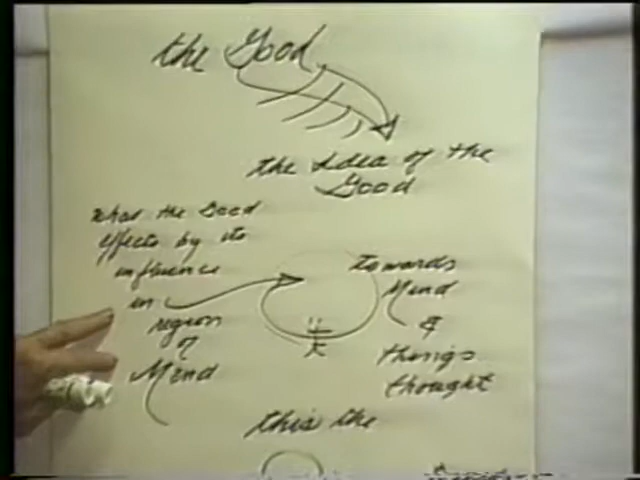 the Good
the Idea of the
Good
what the Good
effects by its
influence
in
region
of
Mind
towards
Mind
&
things
thought
this the